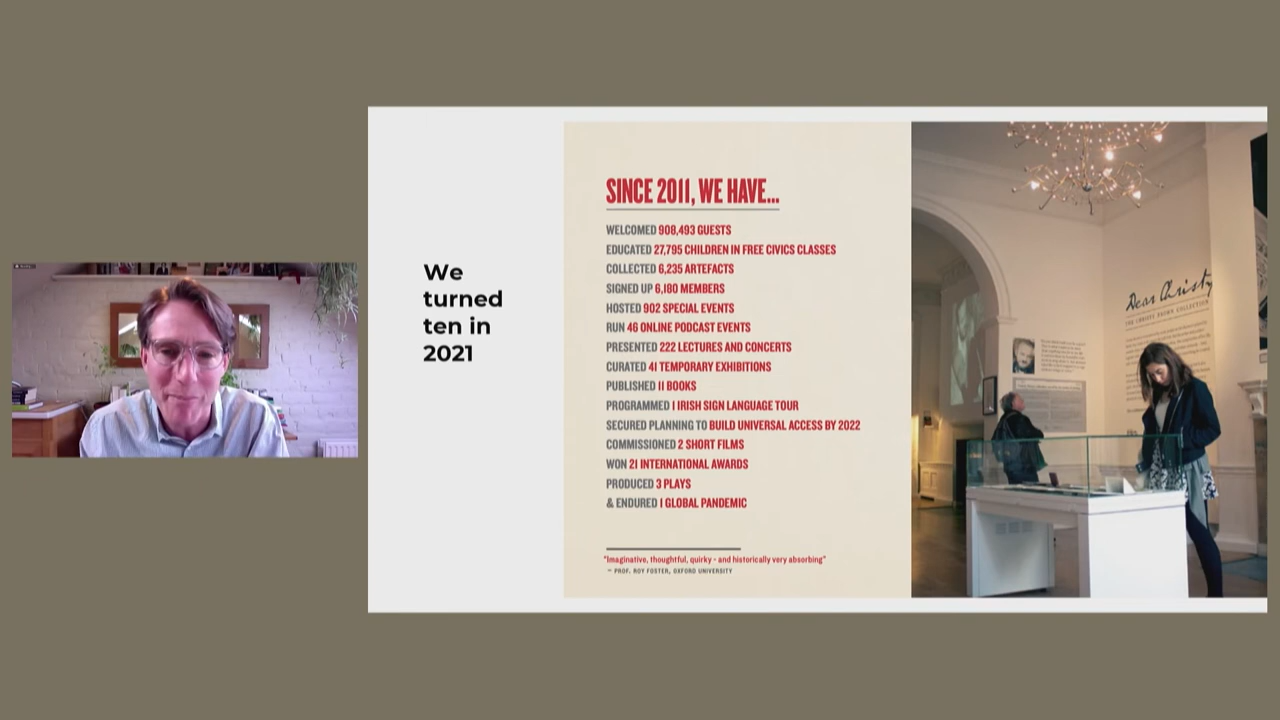 We
turned
ten in
2021
SINCE 2011, WE HAVE...
WELCOMED 908,493 GUESTS
EDUCATED 27,795 CHILDREN IN FREE CIVICS CLASSES
COLLECTED 6,235 ARTEFACTS
SIGNED UP 6,180 MEMBERS
HOSTED 902 SPECIAL EVENTS
RUN 46 ONLINE PODCAST EVENTS
PRESENTED 222 LECTURES AND CONCERTS
CURATED 41 TEMPORARY EXHIBITIONS
PUBLISHED 11 BOOKS
PROGRAMMED 1 IRISH SIGN LANGUAGE TOUR
SECURED PLANNING TO BUILD UNIVERSAL ACCESS BY 2022
COMMISSIONED 2 SHORT FILMS
WON 21 INTERNATIONAL AWARDS
PRODUCED 3 PLAYS
& ENDURED 1 GLOBAL PANDEMIC
"Imaginative, thoughtful, quirky - and historically very absorbing"
— PROF. ROY FOSTER, OXFORD UNIVERSITY
Dear Christy
THE CHRISTY BROWN COLLECTION